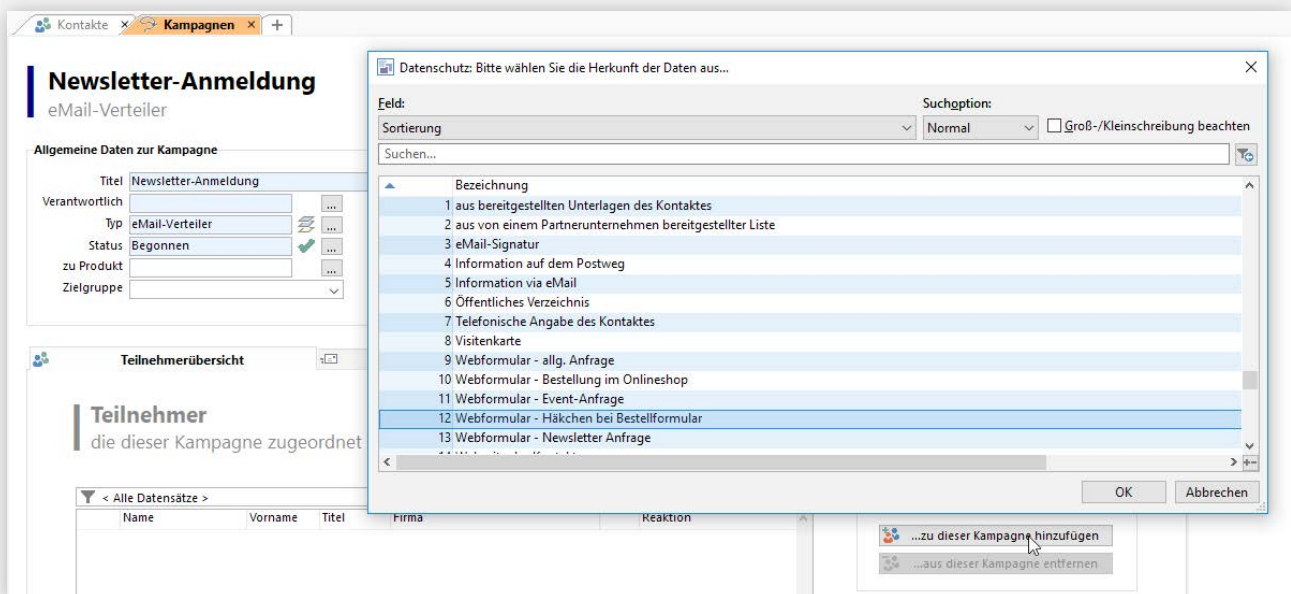 Kontakte × Kampagnen × +
Newsletter-Anmeldung
eMail-Verteiler
Allgemeine Daten zur Kampagne
Titel Newsletter-Anmeldung
Verantwortlich ...
Typ eMail-Verteiler ...
Status Begonnen ...
zu Produkt ...
Zielgruppe
Teilnehmerübersicht
Teilnehmer
die dieser Kampagne zugeordnet
< Alle Datensätze >
Name Vorname Titel Firma Reaktion
Datenschutz: Bitte wählen Sie die Herkunft der Daten aus...
Feld: Suchoption:
Sortierung Normal Groß-/Kleinschreibung beachten
Suchen...
Bezeichnung
1 aus bereitgestellten Unterlagen des Kontaktes
2 aus von einem Partnerunternehmen bereitgestellter Liste
3 eMail-Signatur
4 Information auf dem Postweg
5 Information via eMail
6 Öffentliches Verzeichnis
7 Telefonische Angabe des Kontaktes
8 Visitenkarte
9 Webformular - allg. Anfrage
10 Webformular - Bestellung im Onlineshop
11 Webformular - Event-Anfrage
12 Webformular - Häkchen bei Bestellformular
13 Webformular - Newsletter Anfrage
OK Abbrechen
...zu dieser Kampagne hinzufügen
...aus dieser Kampagne entfernen